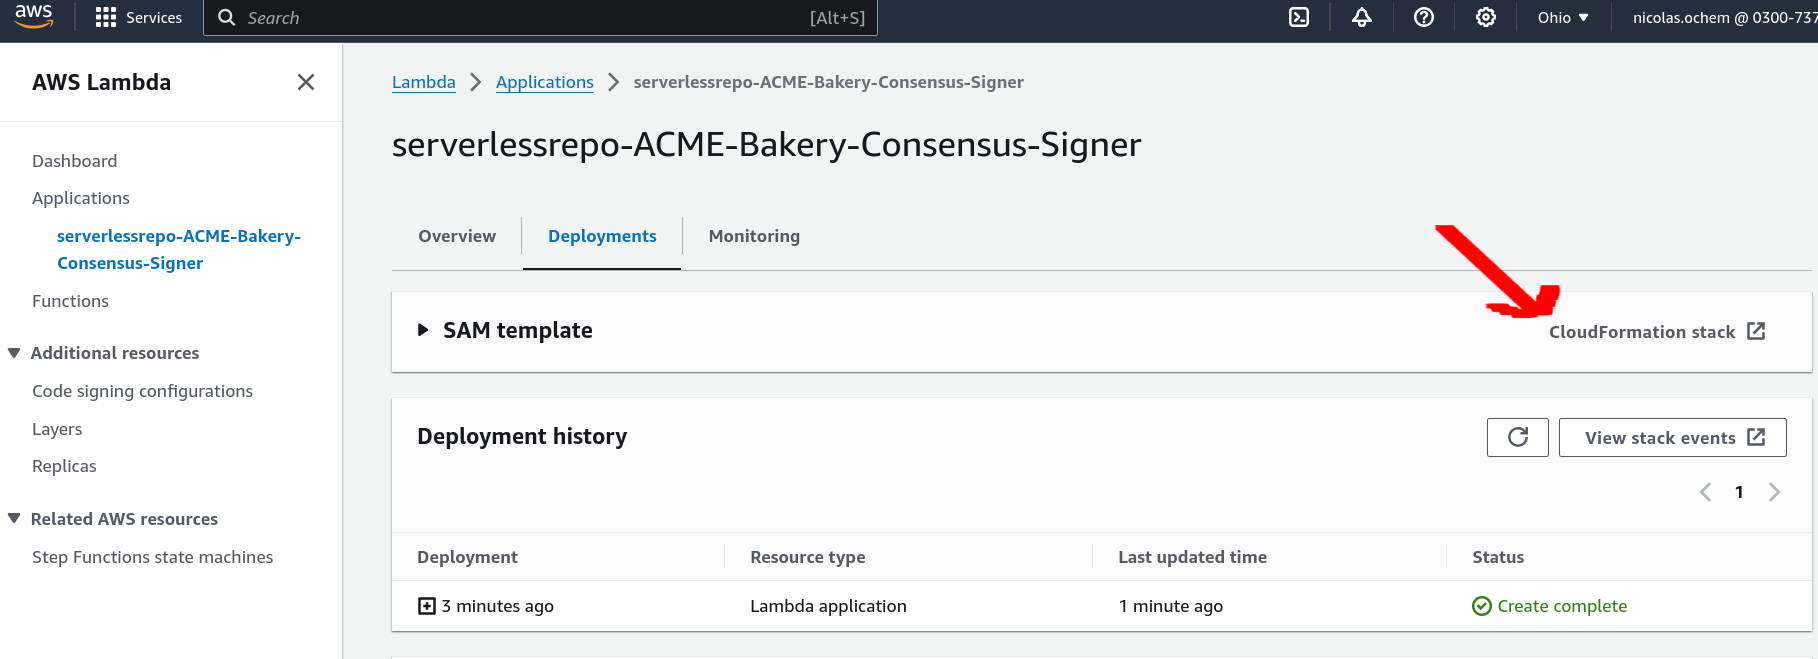 aws
Services
Search
[Alt+S]
Ohio
nicolas.ochem @ 0300-737
AWS Lambda
Dashboard
Applications
serverlessrepo-ACME-Bakery-
Consensus-Signer
Functions
Additional resources
Code signing configurations
Layers
Replicas
Related AWS resources
Step Functions state machines
Lambda
Applications
serverlessrepo-ACME-Bakery-Consensus-Signer
serverlessrepo-ACME-Bakery-Consensus-Signer
Overview
Deployments
Monitoring
SAM template
CloudFormation stack
Deployment history
View stack events
1
Deployment
Resource type
Last updated time
Status
3 minutes ago
Lambda application
1 minute ago
Create complete